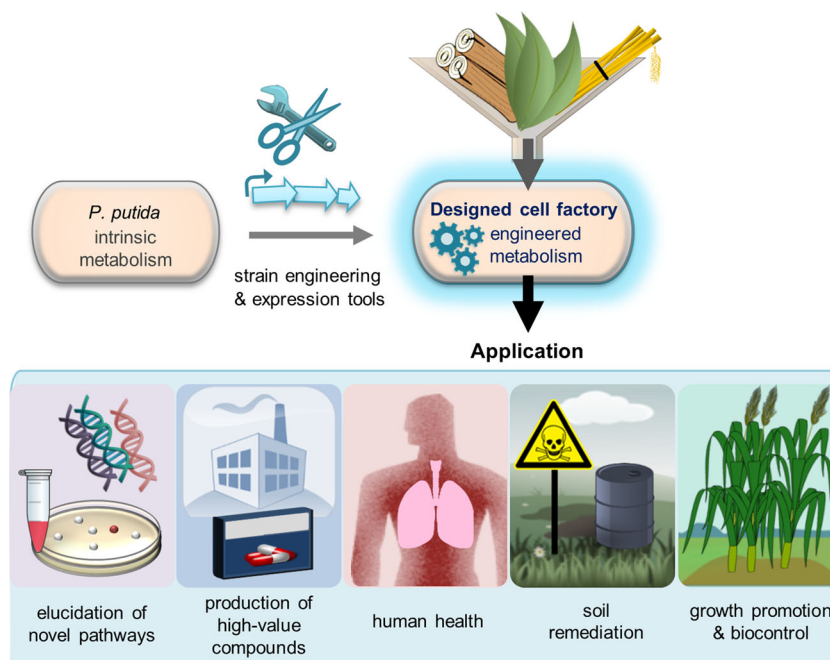 P. putida
intrinsic
metabolism
strain engineering
& expression tools
Designed cell factory
engineered
metabolism
Application
elucidation of
novel pathways
production of
high-value
compounds
human health
soil
remediation
growth promotion
& biocontrol